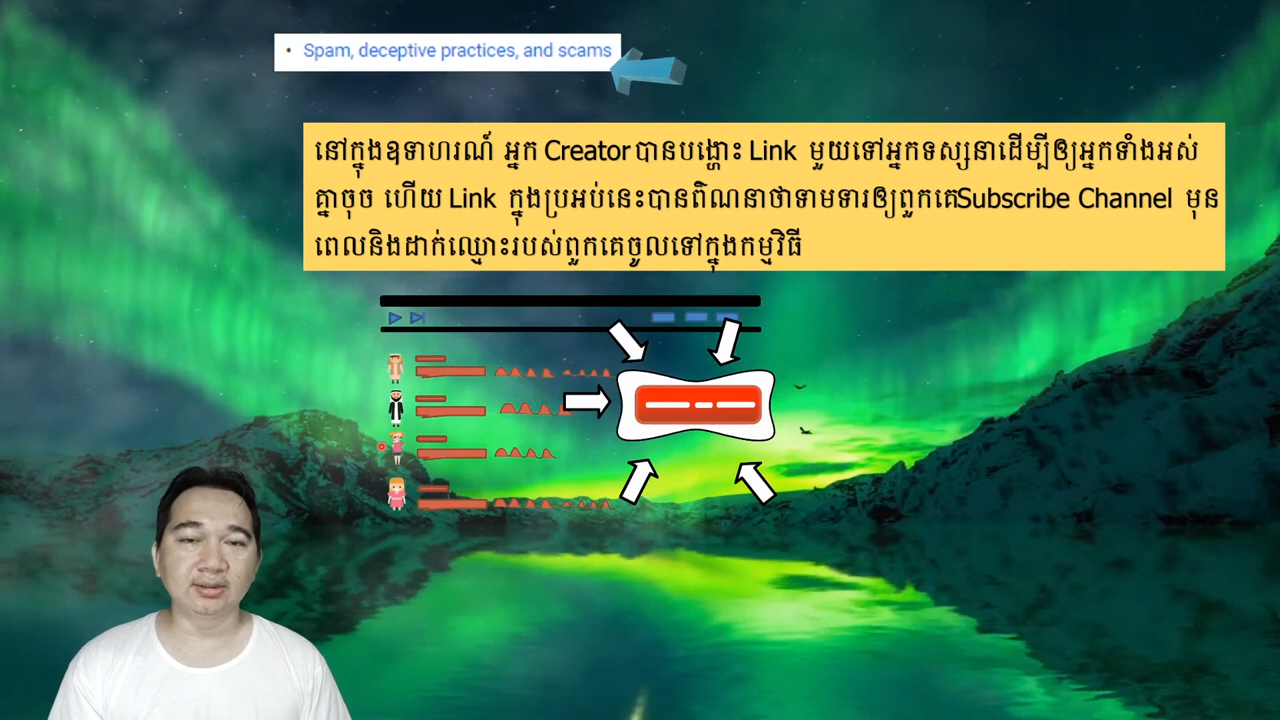 • Spam, deceptive practices, and scams
នៅក្នុងឧទាហរណ៍ អ្នក Creator បានបង្ហោះ Link មួយទៅអ្នកទស្សនាដើម្បីឲ្យអ្នកទាំងអស់
គ្នាចុច ហើយ Link ក្នុងប្រអប់នេះបានពិណនាថាទាមទារឲ្យពួកគេSubscribe Channel មុន
ពេលនិងដាក់ឈ្មោះរបស់ពួកគេចូលទៅក្នុងកម្មវិធី